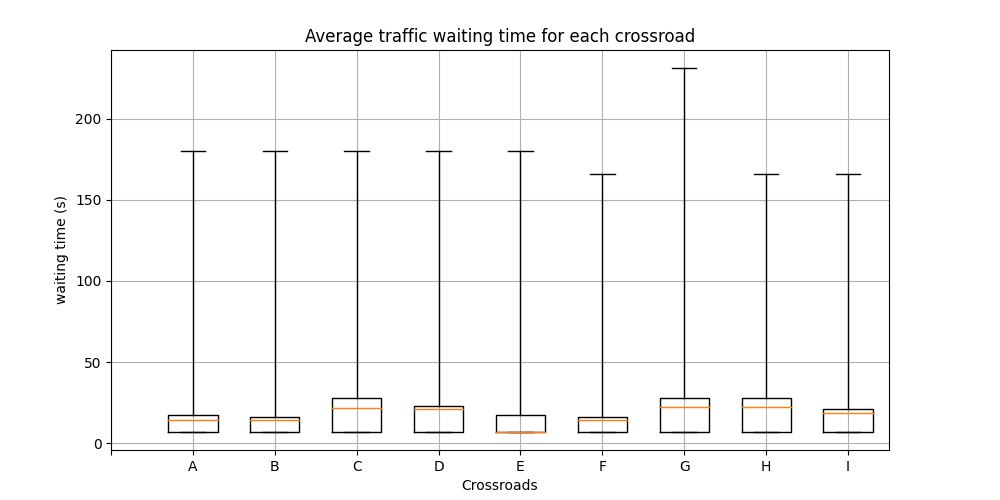 Average traffic waiting time for each crossroad
waiting time (s)
200
150
100
50
0
A B C D E F G H I
Crossroads